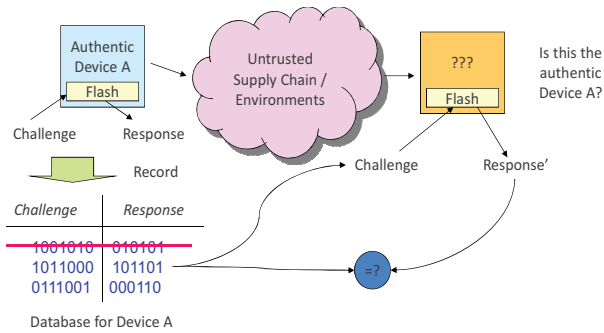 Authentic
Device A
Flash
Challenge
Response
Untrusted
Supply Chain /
Environments
???
Flash
Is this the
authentic
Device A?
Challenge
Response’
Record
Challenge Response
1001010 010101
1011000 101101
0111001 000110
=?
Database for Device A